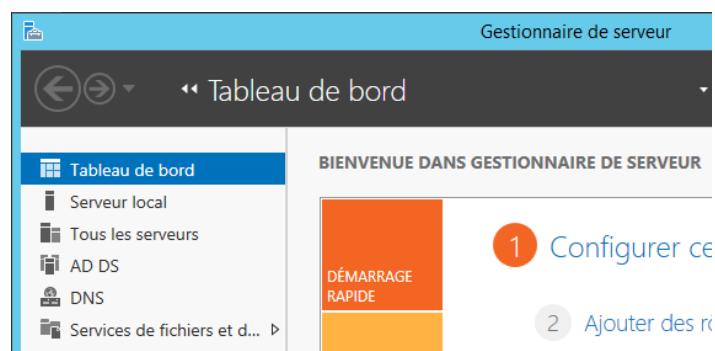 Gestionnaire de serveur
Tableau de bord
Tableau de bord
Serveur local
Tous les serveurs
AD DS
DNS
Services de fichiers et d...
BIENVENUE DANS GESTIONNAIRE DE SERVEUR
DÉMARRAGE
RAPIDE
1 Configurer ce
2 Ajouter des rô